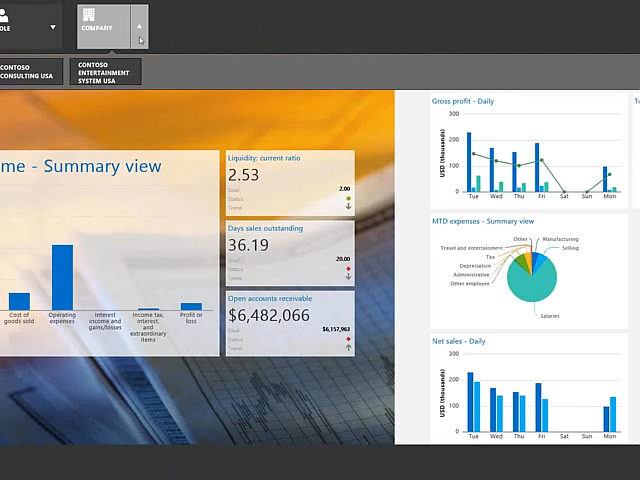 OLE
COMPANY
CONTOSO
CONSULTING USA
CONTOSO
ENTERTAINMENT
SYSTEM USA
me - Summary view
Cost of
goods sold
Operating
expenses
Interest
income and
gains/losses
Income tax,
interest,
and
extraordinary
items
Profit or
loss
Liquidity: current ratio
2.53
Goal
2.00
Status
Trend
Days sales outstanding
36.19
Goal
20.00
Status
Trend
Open accounts receivable
$6,482,066
Goal
$6,157,963
Status
Trend
Gross profit - Daily
USD (thousands)
300
200
100
0
Tue Wed Thu Fri Sat Sun Mon
MTD expenses - Summary view
Other
Manufacturing
Travel and entertainment
Selling
Tax
Depreciation
Administrative
Other employee
Salaries
Net sales - Daily
USD (thousands)
300
200
100
0
Tue Wed Thu Fri Sat Sun Mon